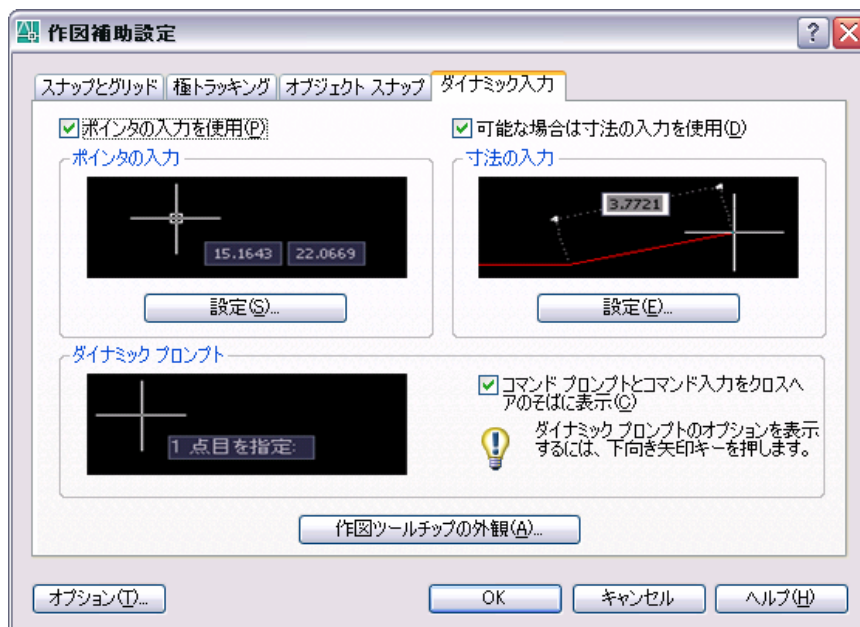 作図補助設定
スナップとグリッド 極トラッキング オブジェクト スナップ ダイナミック入力
ポインタの入力を使用(P) 可能な場合は寸法の入力を使用(D)
ポインタの入力 寸法の入力
3.7721
15.1643 22.0669
設定(S)... 設定(E)...
ダイナミック プロンプト
1 点目を指定:
コマンド プロンプトとコマンド入力をクロスヘ
アのそばに表示(C)
ダイナミック プロンプトのオプションを表示
するには、下向き矢印キーを押します。
作図ツールチップの外観(A)...
オプション(T)... OK キャンセル ヘルプ(H)